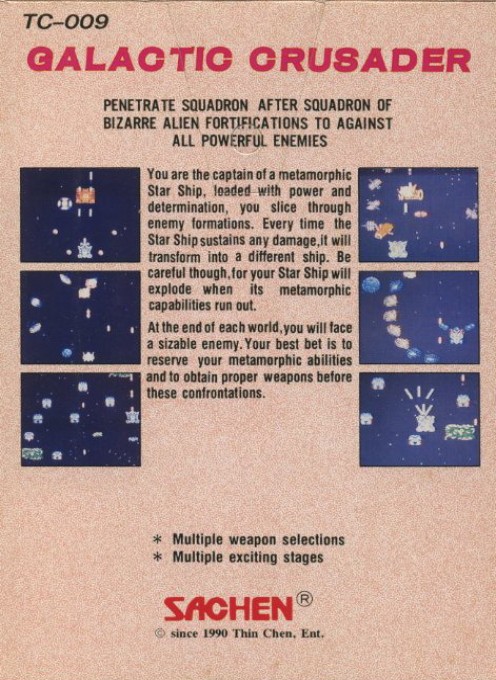 TC-009
GALACTIC CRUSADER
PENETRATE SQUADRON AFTER SQUADRON OF
BIZARRE ALIEN FORTIFICATIONS TO AGAINST
ALL POWERFUL ENEMIES
You are the captain of a metamorphic
Star Ship, loaded with power and
determination, you slice through
enemy formations. Every time the
Star Ship sustains any damage,it will
transform into a different ship. Be
careful though,for your Star Ship will
explode when its metamorphic
capabilities run out.
At the end of each world,you will face
a sizable enemy. Your best bet is to
reserve your metamorphic abilities
and to obtain proper weapons before
these confrontations.
* Multiple weapon selections
* Multiple exciting stages
SACHEN ®
© since 1990 Thin Chen, Ent.